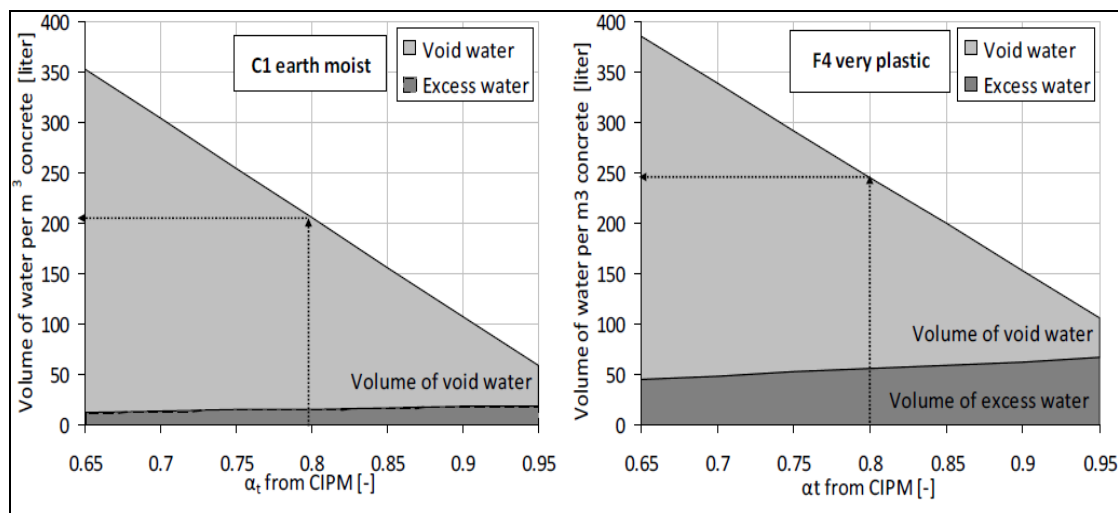 Volume of water per m 3 concrete [liter]
400
350
300
250
200
150
100
50
0
C1 earth moist
Void water
Excess water
Volume of void water
0.65 0.7 0.75 0.8 0.85 0.9 0.95
αt from CIPM [-]
Volume of water per m3 concrete [liter]
400
350
300
250
200
150
100
50
0
F4 very plastic
Void water
Excess water
Volume of void water
Volume of excess water
0.65 0.7 0.75 0.8 0.85 0.9 0.95
αt from CIPM [-]